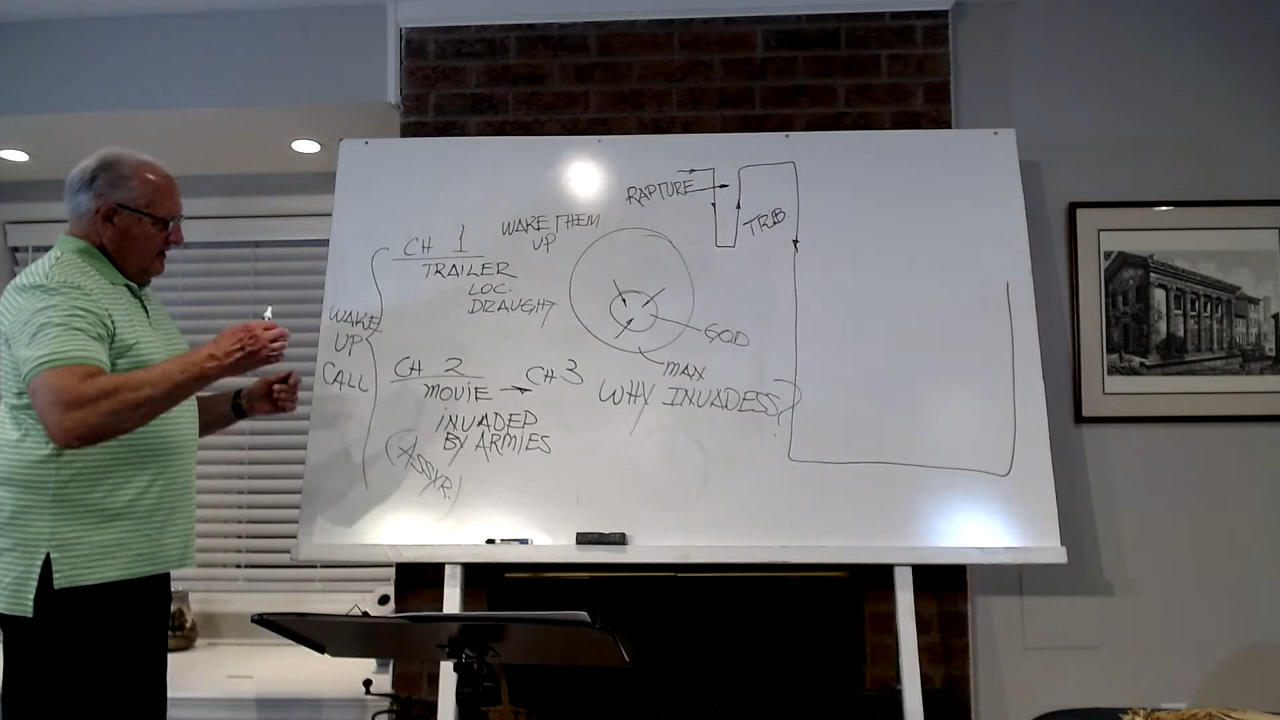 RAPTURE
TRIB
WAKE THEM
UP
CH 1
TRAILER
LOC.
DRAUGHT
WAKE
UP
CALL
GOD
MAN
CH 2
MOVIE → CH 3
INVADED
BY ARMIES
(ASSYR.)
WHY INVADESS?